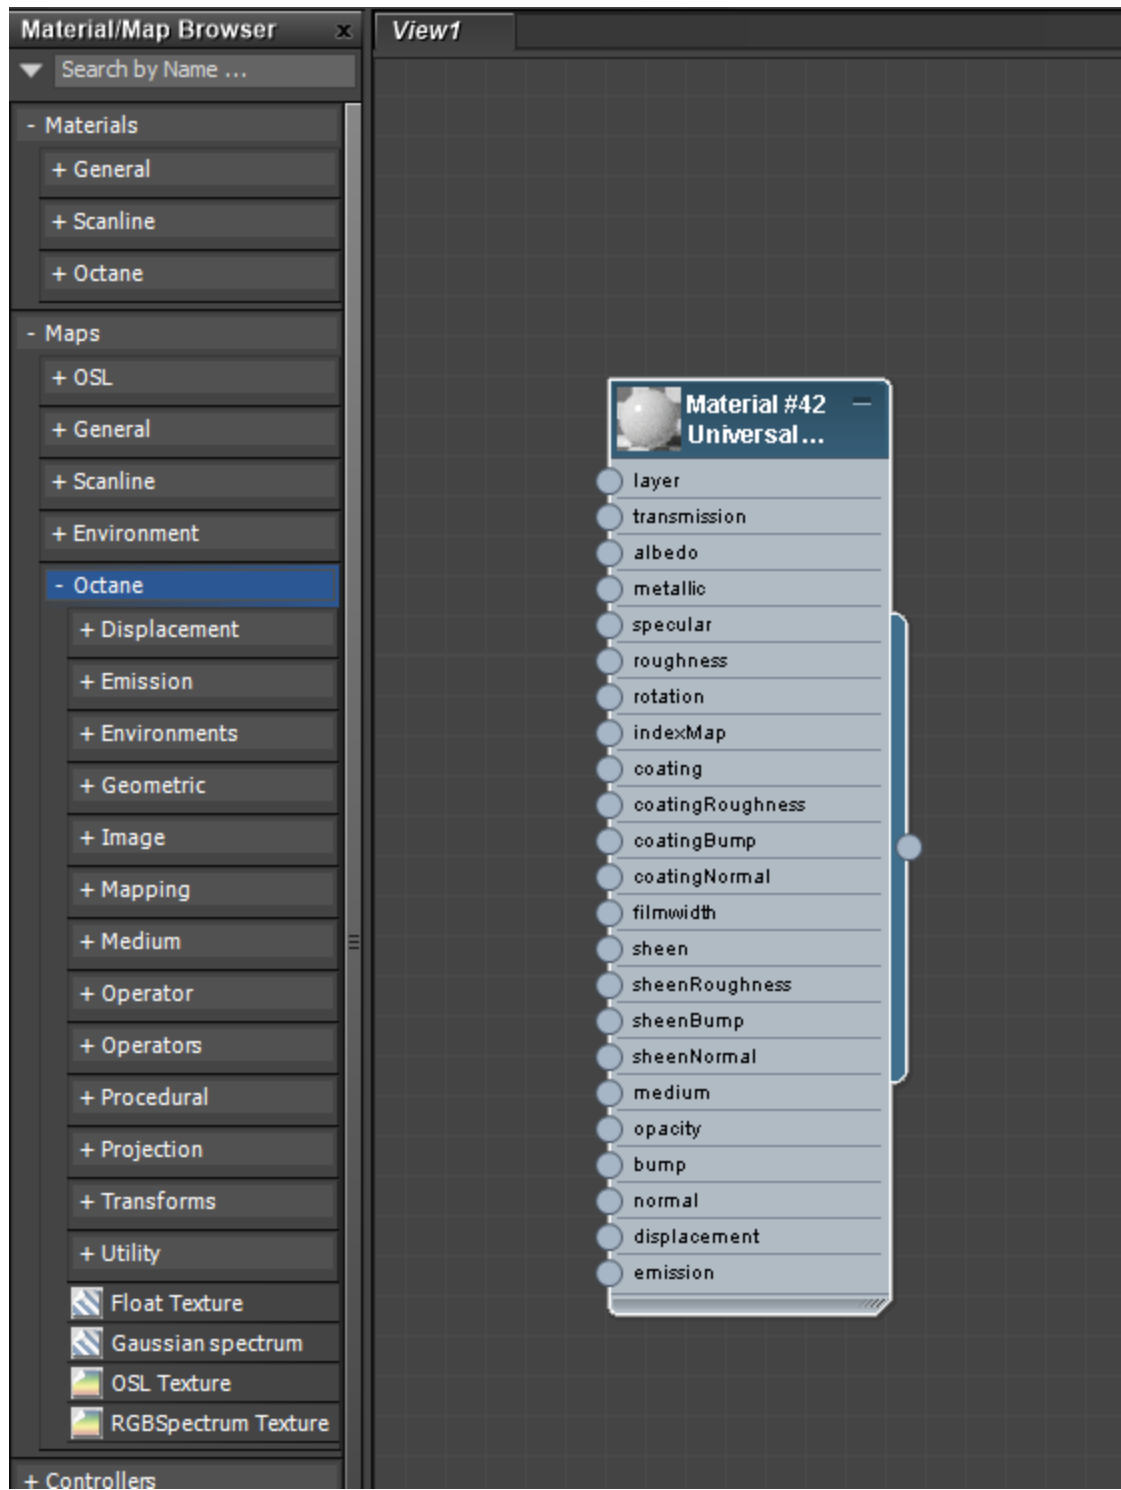 Material/Map Browser x
Search by Name ...
- Materials
+ General
+ Scanline
+ Octane
- Maps
+ OSL
+ General
+ Scanline
+ Environment
- Octane
+ Displacement
+ Emission
+ Environments
+ Geometric
+ Image
+ Mapping
+ Medium
+ Operator
+ Operators
+ Procedural
+ Projection
+ Transforms
+ Utility
Float Texture
Gaussian spectrum
OSL Texture
RGBSpectrum Texture
+ Controllers
View1
Material #42
Universal...
layer
transmission
albedo
metallic
specular
roughness
rotation
indexMap
coating
coatingRoughness
coatingBump
coatingNormal
filmwidth
sheen
sheenRoughness
sheenBump
sheenNormal
medium
opacity
bump
normal
displacement
emission